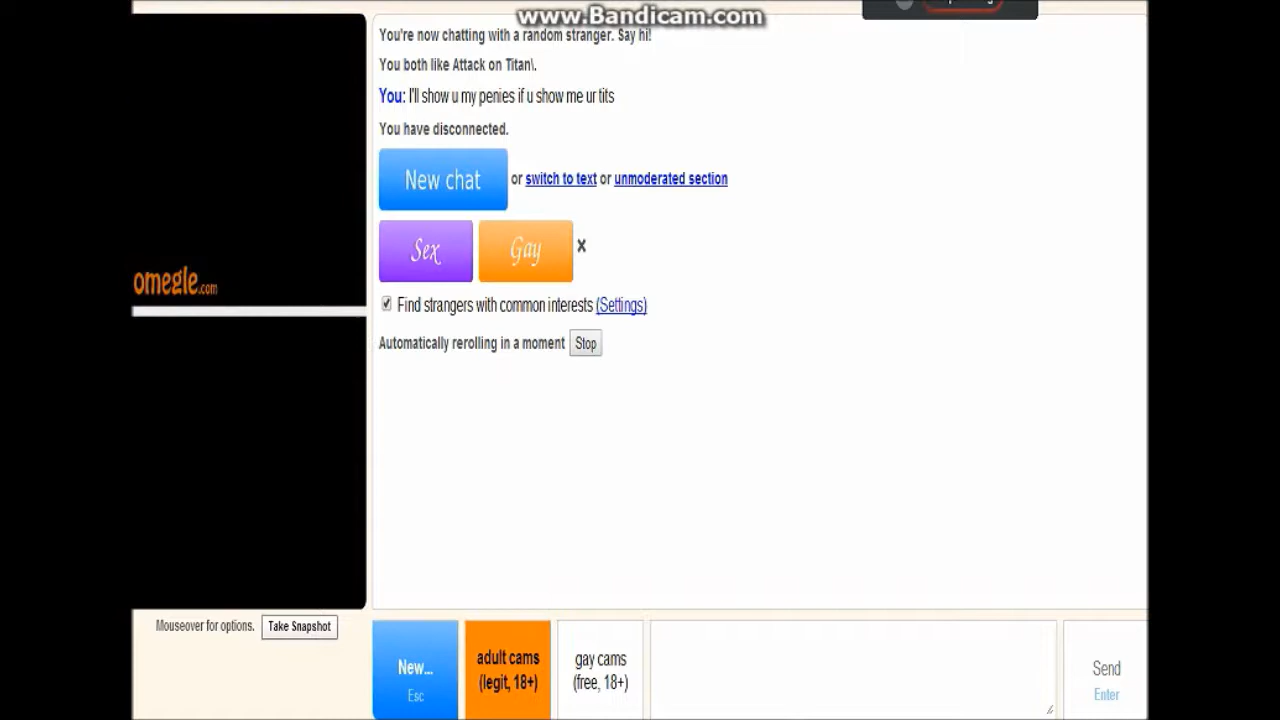 www.Bandicam.com
You're now chatting with a random stranger. Say hi!
You both like Attack on Titan\.
You: I'll show u my penies if u show me ur tits
You have disconnected.
New chat or switch to text or unmoderated section
Sex Gay x
omegle.com
Find strangers with common interests (Settings)
Automatically rerolling in a moment Stop
Mouseover for options. Take Snapshot
New...
Esc
adult cams
(legit, 18+)
gay cams
(free, 18+)
Send
Enter